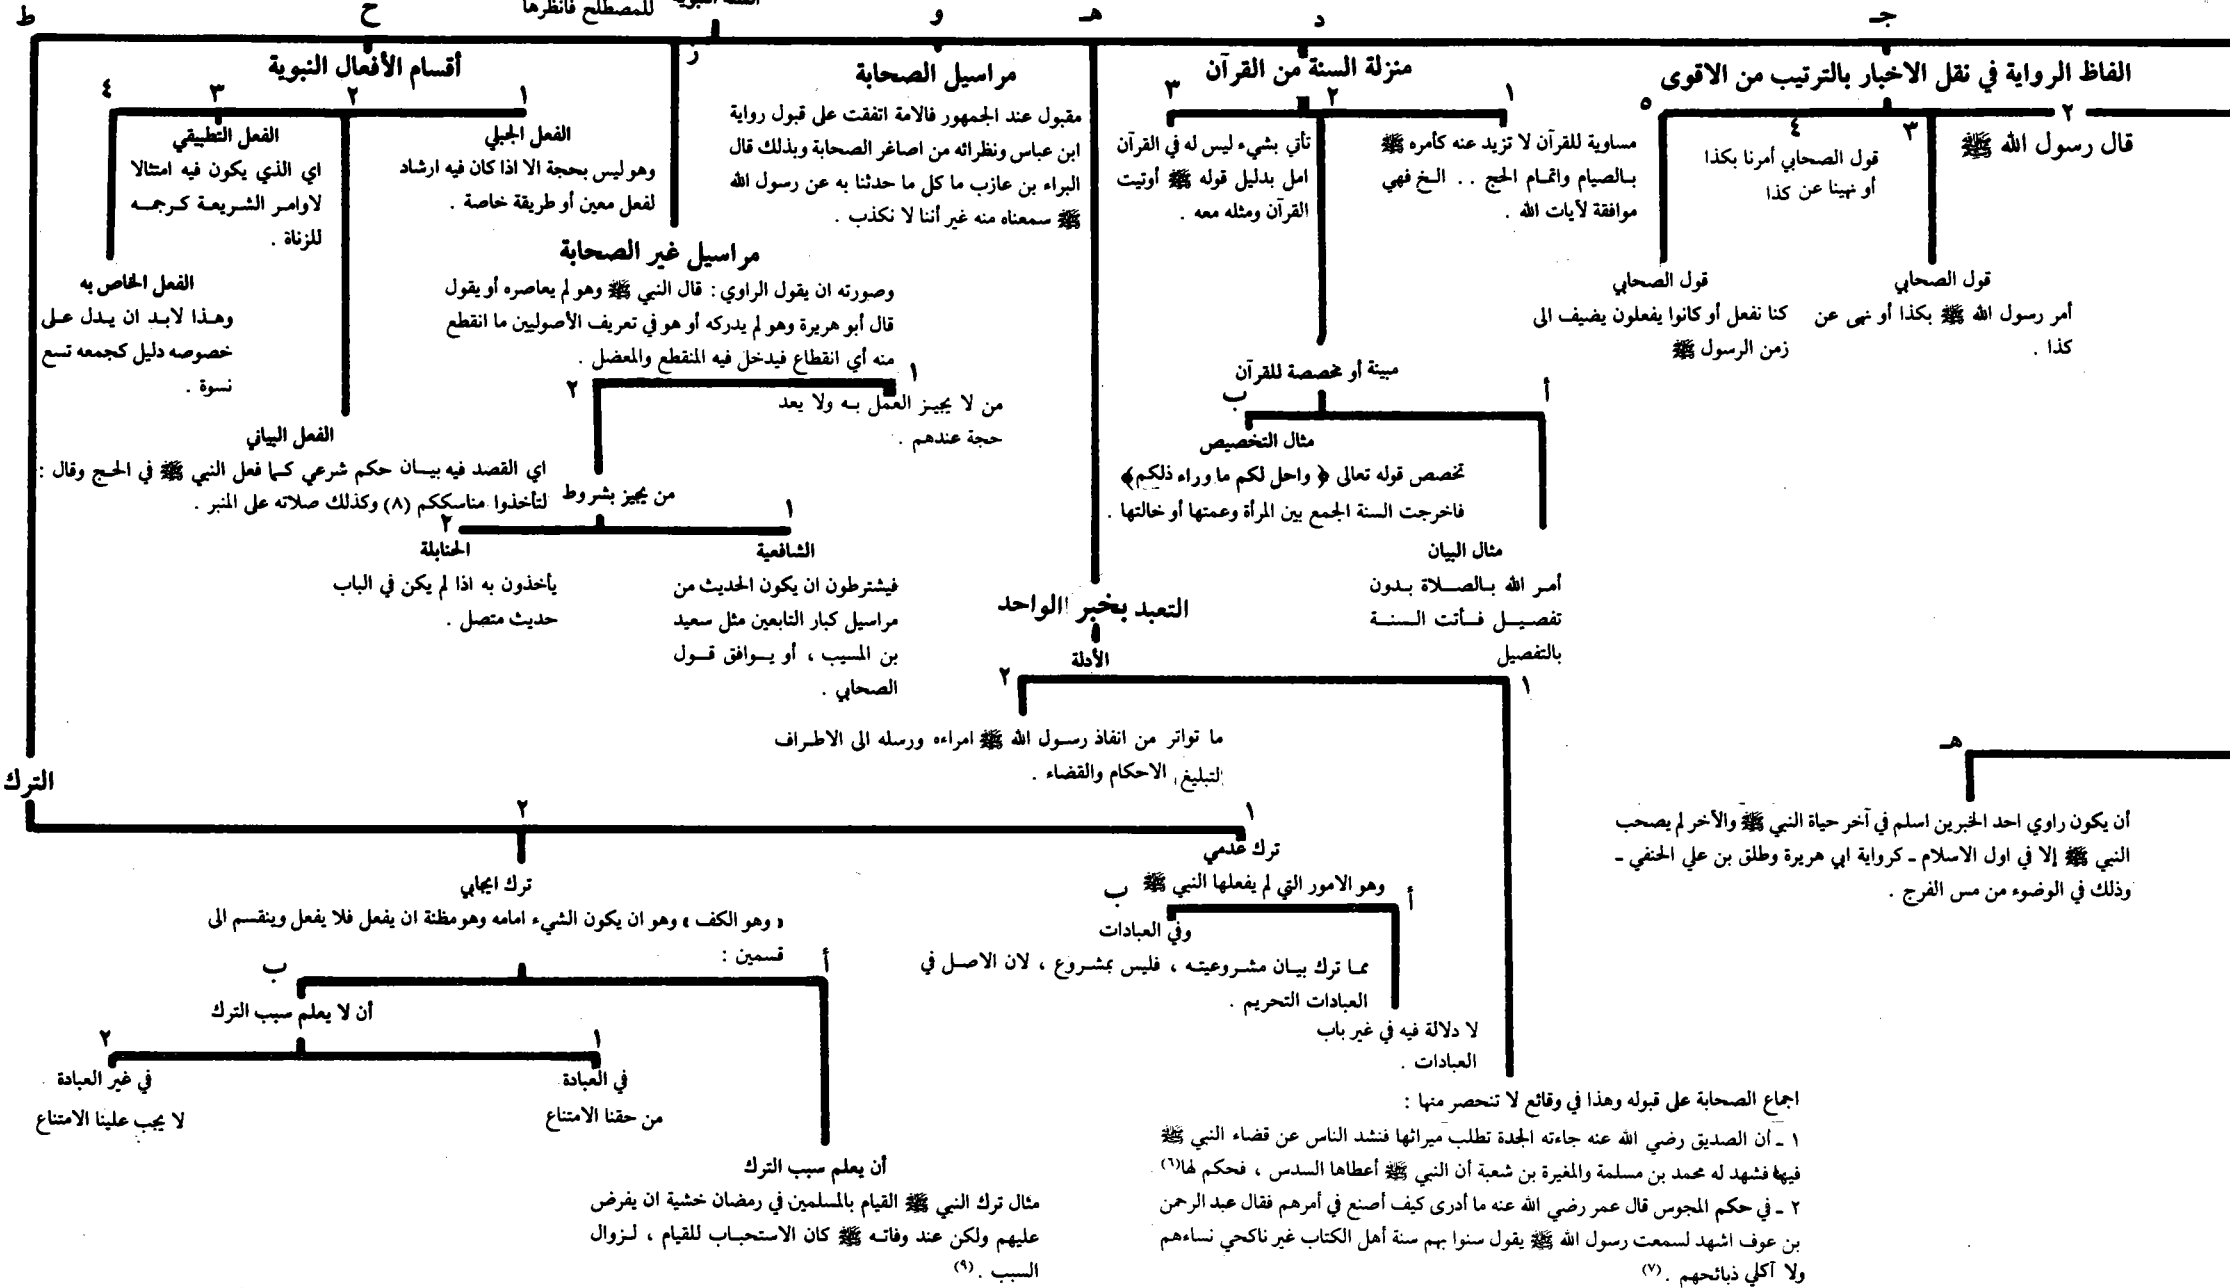 للمصطلح فانظرها
جـ
د
هـ
و
ز
ح
ط
الفاظ الرواية في نقل الاخبار بالترتيب من الاقوى
٢
قال رسول الله ﷺ
٣
قول الصحابي
أمر رسول الله ﷺ بكذا أو نهى عن
كذا .
٤
قول الصحابي أمرنا بكذا
أو نهينا عن كذا
٥
قول الصحابي
كنا نفعل أو كانوا يفعلون يضيف الى
زمن الرسول ﷺ
منزلة السنة من القرآن
١
مساوية للقرآن لا تزيد عنه كأمره ﷺ
بالصيام واتمام الحج . . الخ فهي
موافقة لآيات الله .
٢
مبينة أو مخصصة للقرآن
أ
مثال البيان
أمر الله بالصلاة بدون
تفصيل فأتت السنة
بالتفصيل
ب
مثال التخصيص
تخصص قوله تعالى ﴿ واحل لكم ما وراء ذلكم﴾
فاخرجت السنة الجمع بين المرأة وعمتها أو خالتها .
٣
تأتي بشيء ليس له في القرآن
امل بدليل قوله ﷺ أوتيت
القرآن ومثله معه .
التعبد بخبر الواحد
الأدلة
١
اجماع الصحابة على قبوله وهذا في وقائع لا تنحصر منها :
١ ـ أن الصديق رضي الله عنه جاءته الجدة تطلب ميراثها فنشد الناس عن قضاء النبي ﷺ
فيها فشهد له محمد بن مسلمة والمغيرة بن شعبة أن النبي ﷺ أعطاها السدس ، فحكم لها(٦)
٢ ـ في حكم المجوس قال عمر رضي الله عنه ما أدرى كيف أصنع في أمرهم فقال عبد الرحمن
بن عوف اشهد لسمعت رسول الله ﷺ يقول سنوا بهم سنة أهل الكتاب غير ناكحي نساءهم
ولا آكلي ذبائحهم .(٧)
٢
ما تواتر من انفاذ رسول الله ﷺ امراءه ورسله الى الاطراف
لتبليغ الاحكام والقضاء .
مراسيل الصحابة
مقبول عند الجمهور فالامة اتفقت على قبول رواية
ابن عباس ونظرائه من اصاغر الصحابة وبذلك قال
البراء بن عازب ما كل ما حدثنا به عن رسول الله
ﷺ سمعناه منه غير أننا لا نكذب .
مراسيل غير الصحابة
وصورته ان يقول الراوي : قال النبي ﷺ وهو لم يعاصره أو يقول
قال أبو هريرة وهو لم يدركه أو هو في تعريف الأصوليين ما انقطع
منه أي انقطاع فيدخل فيه المنقطع والمعضل .
١
من لا يجيز العمل به ولا يعد
حجة عندهم .
٢
من يجيز بشروط
١
الشافعية
فيشترطون ان يكون الحديث من
مراسيل كبار التابعين مثل سعيد
بن المسيب ، أو يوافق قول
الصحابي .
٢
الحنابلة
يأخذون به اذا لم يكن في الباب
حديث متصل .
أقسام الأفعال النبوية
١
الفعل الجبلي
وهو ليس بحجة الا اذا كان فيه ارشاد
لفعل معين أو طريقة خاصة .
٢
الفعل البياني
اي القصد فيه بيان حكم شرعي كما فعل النبي ﷺ في الحج وقال :
لتأخذوا مناسككم (٨) وكذلك صلاته على المنبر .
٣
الفعل التطبيقي
اي الذي يكون فيه امتثالا
لاوامر الشريعة كرجمه
للزناة .
٤
الفعل الخاص به
وهذا لابد ان يدل على
خصوصه دليل كجمعه تسع
نسوة .
هـ
أن يكون راوي احد الخبرين اسلم في آخر حياة النبي ﷺ والآخر لم يصحب
النبي ﷺ إلا في اول الاسلام ـ كرواية ابي هريرة وطلق بن علي الحنفي ـ
وذلك في الوضوء من مس الفرج .
الترك
١
ترك عدمي
وهو الامور التي لم يفعلها النبي ﷺ
أ
لا دلالة فيه في غير باب
العبادات .
ب
وفي العبادات
مما ترك بيان مشروعيته ، فليس بمشروع ، لان الاصل في
العبادات التحريم .
٢
ترك ايجابي
« وهو الكف » وهو ان يكون الشيء امامه وهو مظنة ان يفعل فلا يفعل وينقسم الى
قسمين :
أ
أن يعلم سبب الترك
مثال ترك النبي ﷺ القيام بالمسلمين في رمضان خشية ان يفرض
عليهم ولكن عند وفاته ﷺ كان الاستحباب للقيام ، لزوال
السبب .(٩)
ب
أن لا يعلم سبب الترك
١
في العبادة
من حقنا الامتناع
٢
في غير العبادة
لا يجب علينا الامتناع